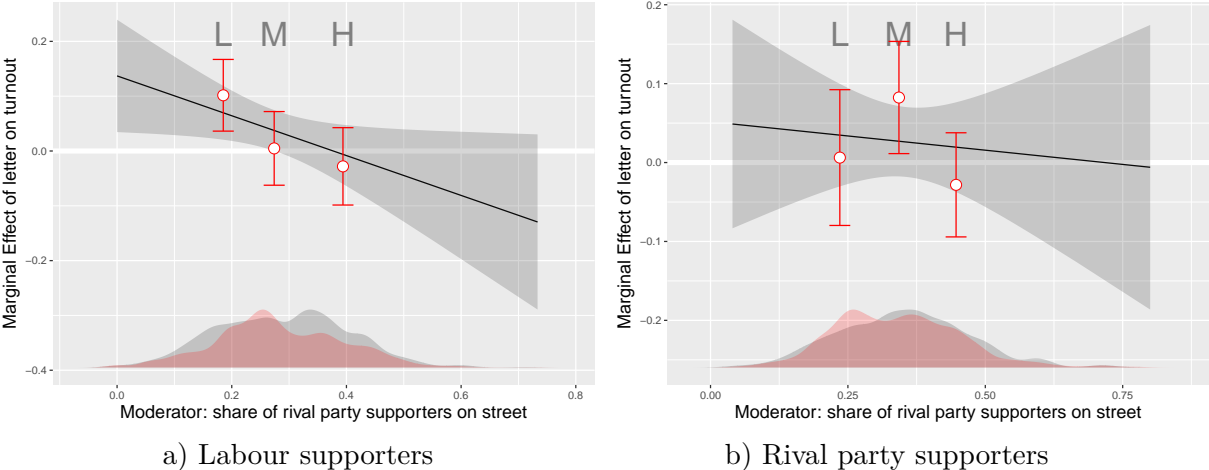 L M H
0.2
0.0
−0.2
−0.4
Marginal Effect of letter on turnout
0.0 0.2 0.4 0.6 0.8
Moderator: share of rival party supporters on street
a) Labour supporters
L M H
0.2
0.1
0.0
−0.1
−0.2
Marginal Effect of letter on turnout
0.00 0.25 0.50 0.75
Moderator: share of rival party supporters on street
b) Rival party supporters